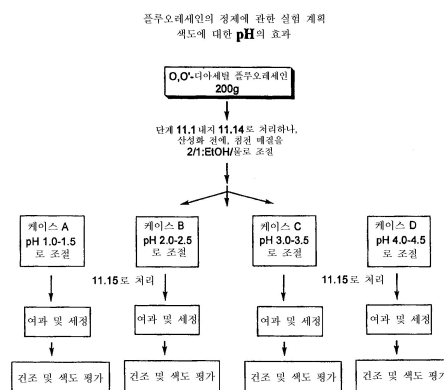 플루오레세인의 정제에 관한 실험 계획
색도에 대한 pH의 효과
O,O'-디아세틸 플루오레세인
200g
단계 11.1내지 11.14로 처리하나,
산성화 전에, 침전 매질을
2/1:EtOH/물로 조절
케이스 A
pH 1.0-1.5
로 조절
케이스 B
pH 2.0-2.5
로 조절
케이스 C
pH 3.0-3.5
로 조절
케이스 D
pH 4.0-4.5
로 조절
11.15로 처리
11.15로 처리
여과 및 세정
여과 및 세정
여과 및 세정
여과 및 세정
건조 및 색도 평가
건조 및 색도 평가
건조 및 색도 평가
건조 및 색도 평가